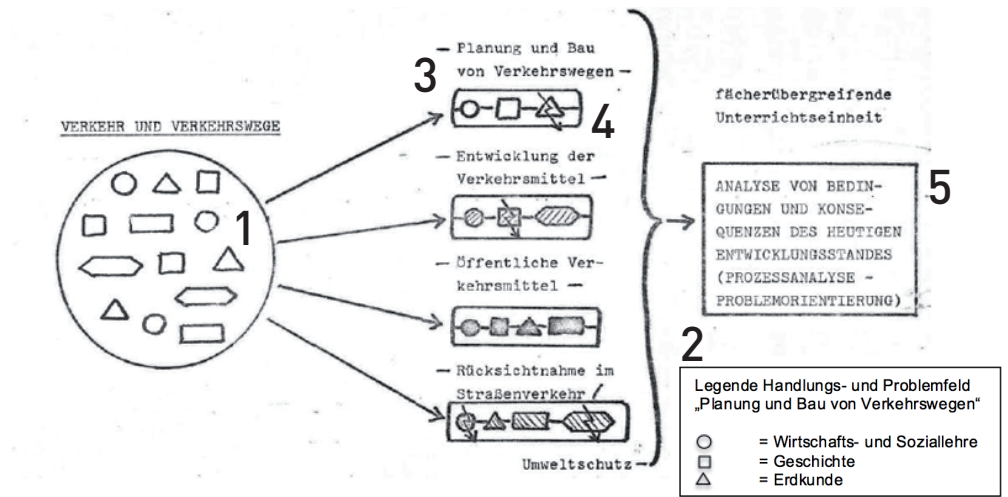 VERKEHR UND VERKEHRSWEGE
1
3
— Planung und Bau
von Verkehrswegen —
4
— Entwicklung der
Verkehrsmittel —
— öffentliche Ver-
kehrsmittel —
— Rücksichtnahme im
Straßenverkehr /
Umweltschutz —
fächerübergreifende
Unterrichtseinheit
5
ANALYSE VON BEDIN-
GUNGEN UND KONSE-
QUENZEN DES HEUTIGEN
ENTWICKLUNGSSTANDES
(PROZESSANALYSE -
PROBLEMORIENTIERUNG)
2
Legende Handlungs- und Problemfeld
„Planung und Bau von Verkehrswegen“
= Wirtschafts- und Soziallehre
= Geschichte
= Erdkunde